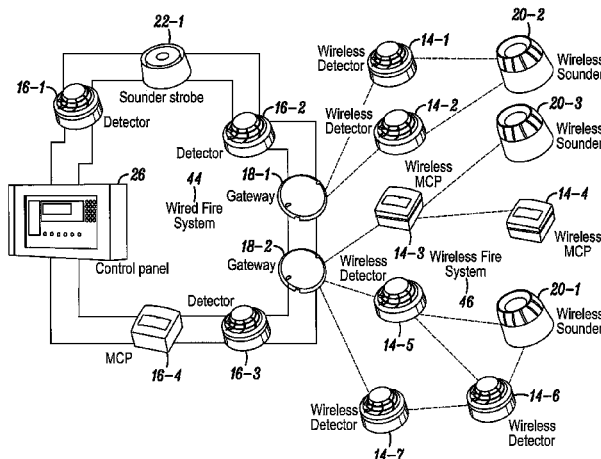 22-1
16-1
Sounder strobe
Detector
16-2
Detector
26
44
Wired Fire
System
Control panel
18-1
Gateway
18-2
Gateway
Detector
MCP
16-4
16-3
Wireless
Detector
14-1
20-2
Wireless
Sounder
Wireless
Detector
14-2
20-3
Wireless
Sounder
Wireless
MCP
14-3
14-4
Wireless MCP
Wireless
Detector
14-5
Wireless Fire
System
46
20-1
Wireless
Sounder
Wireless
Detector
14-7
14-6
Wireless
Detector